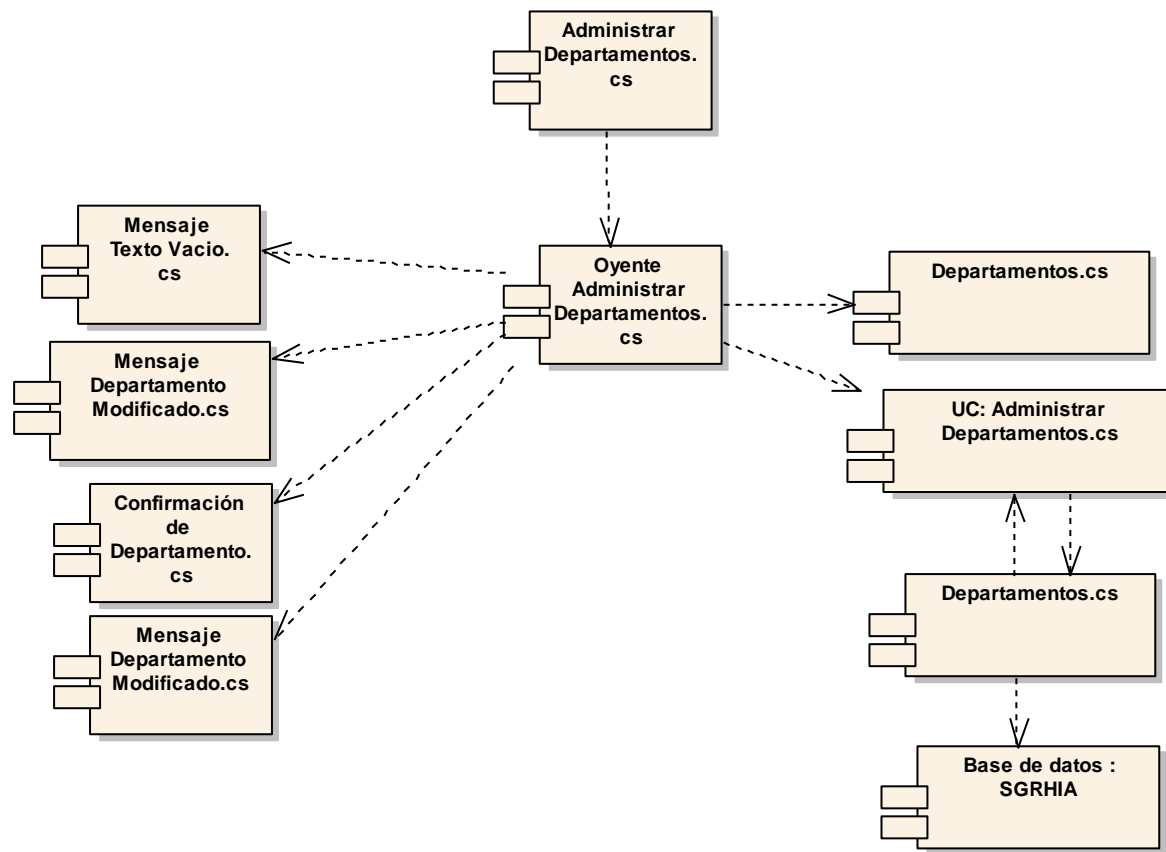 Administrar
Departamentos.
cs
Mensaje
Texto Vacio.
cs
Oyente
Administrar
Departamentos.
cs
Departamentos.cs
Mensaje
Departamento
Modificado.cs
UC: Administrar
Departamentos.cs
Confirmación
de
Departamento.
cs
Departamentos.cs
Mensaje
Departamento
Modificado.cs
Base de datos :
SGRHIA